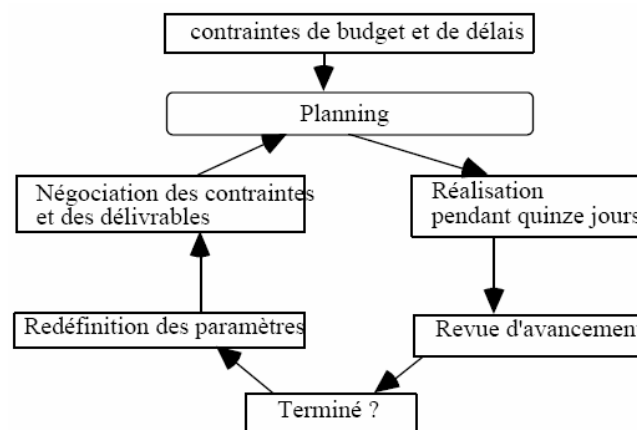 contraintes de budget et de délais
Planning
Négociation des contraintes
et des délivrables
Réalisation
pendant quinze jours
Redéfinition des paramètres
Revue d'avancement
Terminé ?